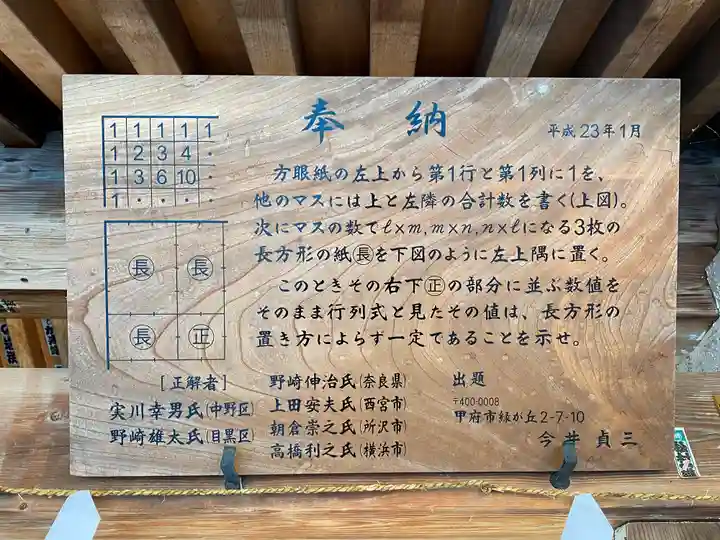 奉納
平成23年1月
1 1 1 1 1
1 2 3 4 ・
1 3 6 10 ・
1 ・ ・ ・
方眼紙の左上から第1行と第1列に1を、
他のマスには上と左隣の合計数を書く(上図)。
次にマスの数でℓ×m,m×n,n×ℓになる3枚の
長方形の紙㊑を下図のように左上隅に置く。
このときその右下㊣の部分に並ぶ数値を
そのまま行列式と見たその値は、長方形の
置き方によらず一定であることを示せ。
長 長
長 正
[正解者]
実川幸男氏(中野区)
野崎雄太氏(目黒区)
野崎伸治氏(奈良県)
上田安夫氏(西宮市)
朝倉崇之氏(所沢市)
高橋利之氏(横浜市)
出題
〒400-0008
甲府市緑が丘2-7-10
今井貞三